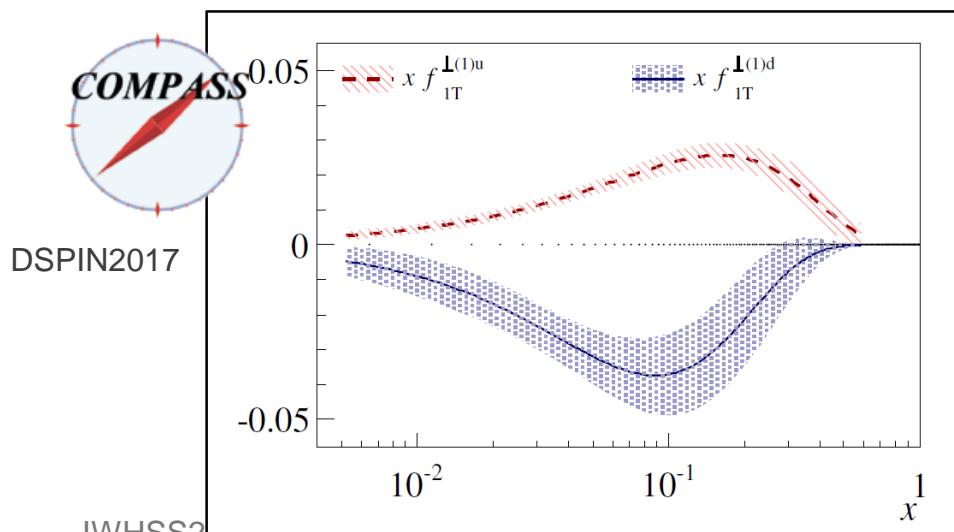 COMPASS
DSPIN2017
0.05
0
-0.05
x f ⊥(1)u 1T
x f ⊥(1)d 1T
10⁻² 10⁻¹ 1
x